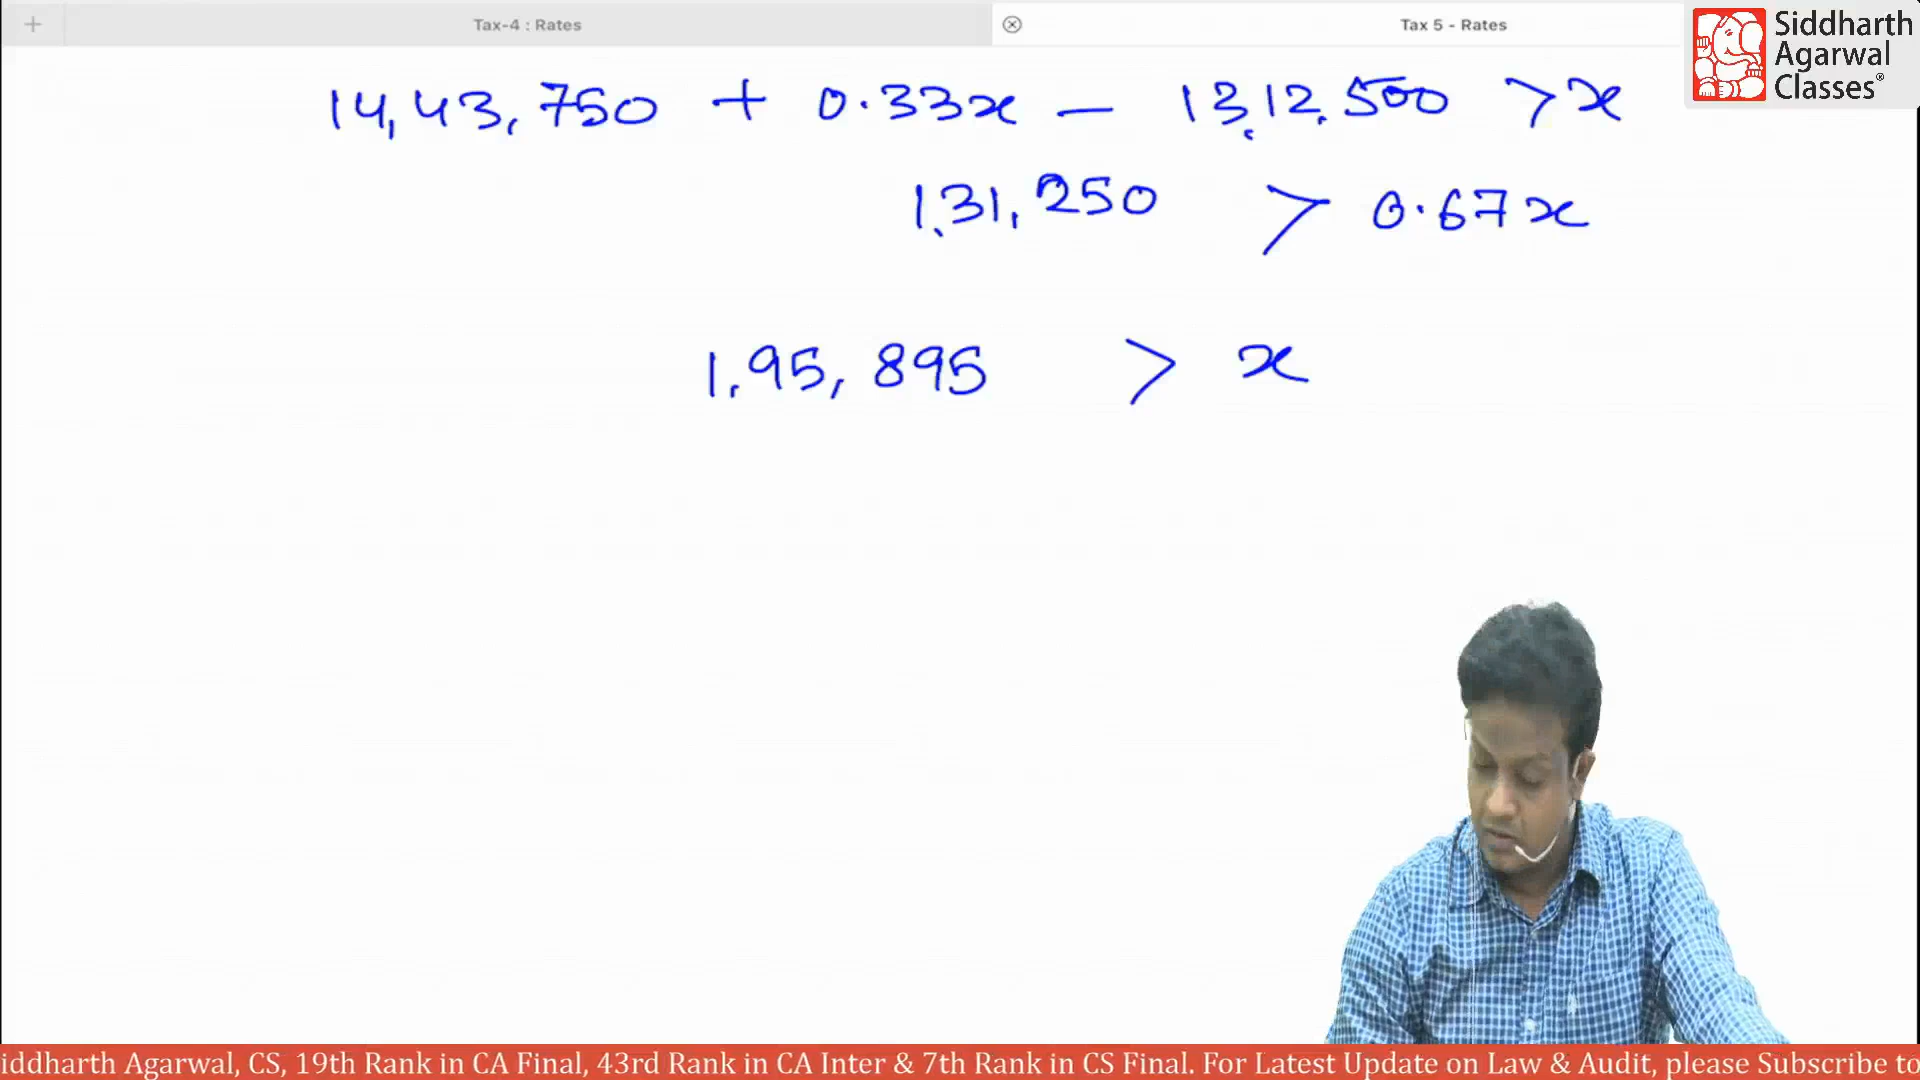 Tax-4 : Rates
Tax 5 - Rates
Siddharth
Agarwal
Classes®
14,43,750 + 0.33x - 13,12,500 > x
1,31,250 > 0.67x
1,95,895 > x
iddharth Agarwal, CS, 19th Rank in CA Final, 43rd Rank in CA Inter & 7th Rank in CS Final. For Latest Update on Law & Audit, please Subscribe to